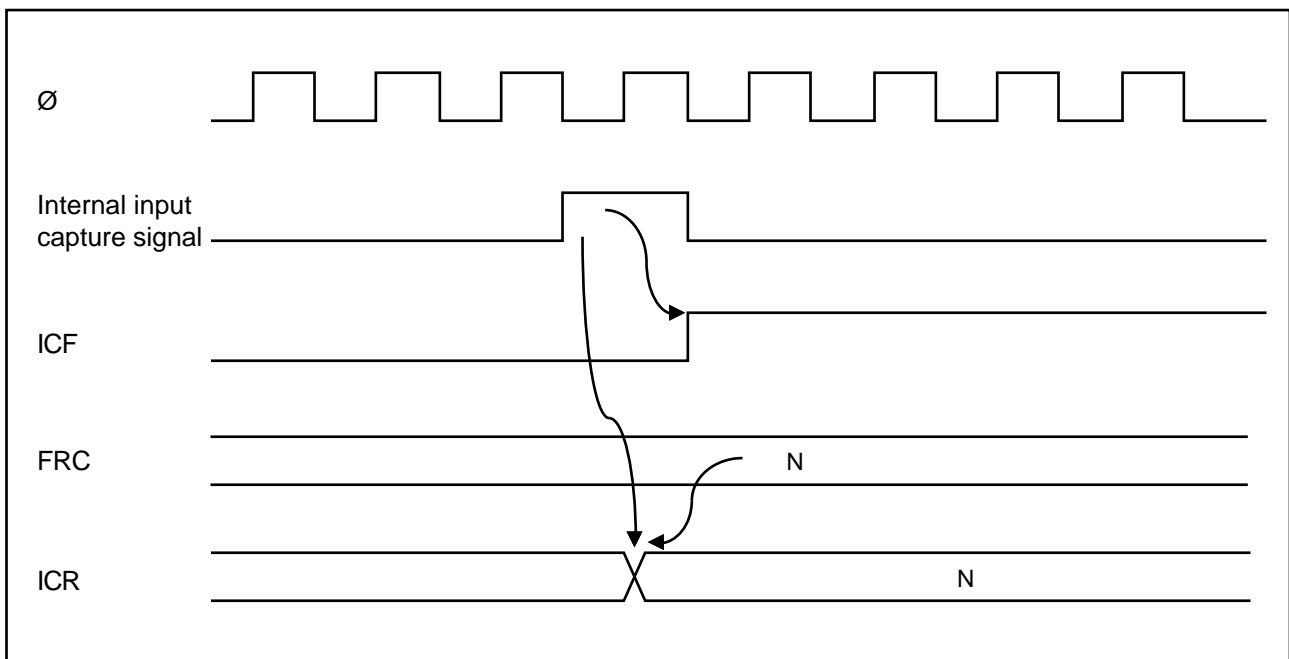 Ø
Internal input
capture signal
ICF
FRC
N
ICR
N